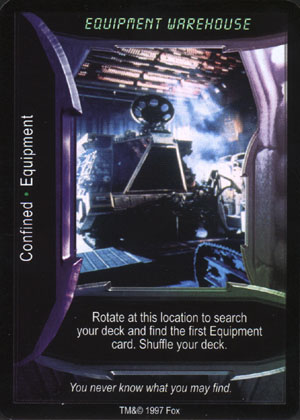 EQUIPMENT WAREHOUSE
Confined • Equipment
Rotate at this location to search
your deck and find the first Equipment
card. Shuffle your deck.
You never know what you may find.
TM&© 1997 Fox